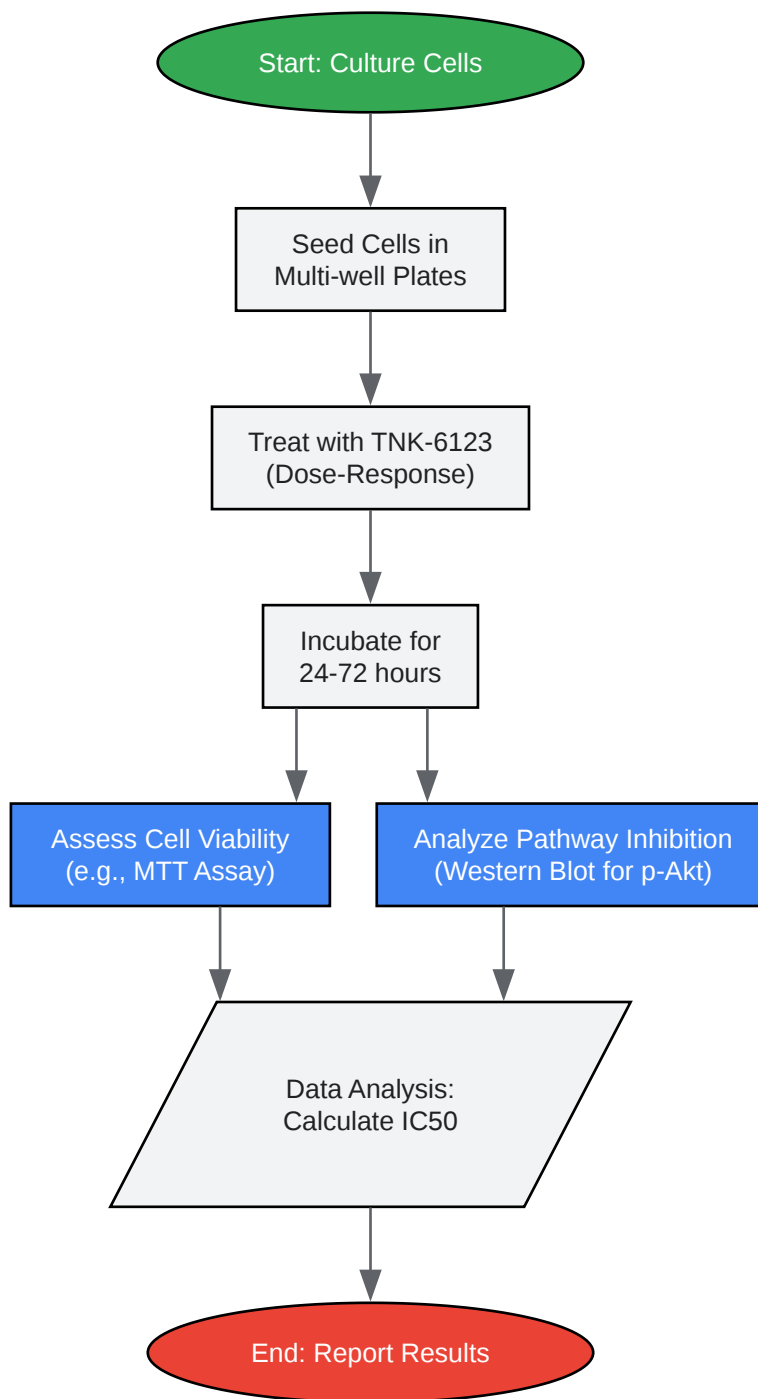 Start: Culture Cells
Seed Cells in
Multi-well Plates
Treat with TNK-6123
(Dose-Response)
Incubate for
24-72 hours
Assess Cell Viability
(e.g., MTT Assay)
Analyze Pathway Inhibition
(Western Blot for p-Akt)
Data Analysis:
Calculate IC50
End: Report Results